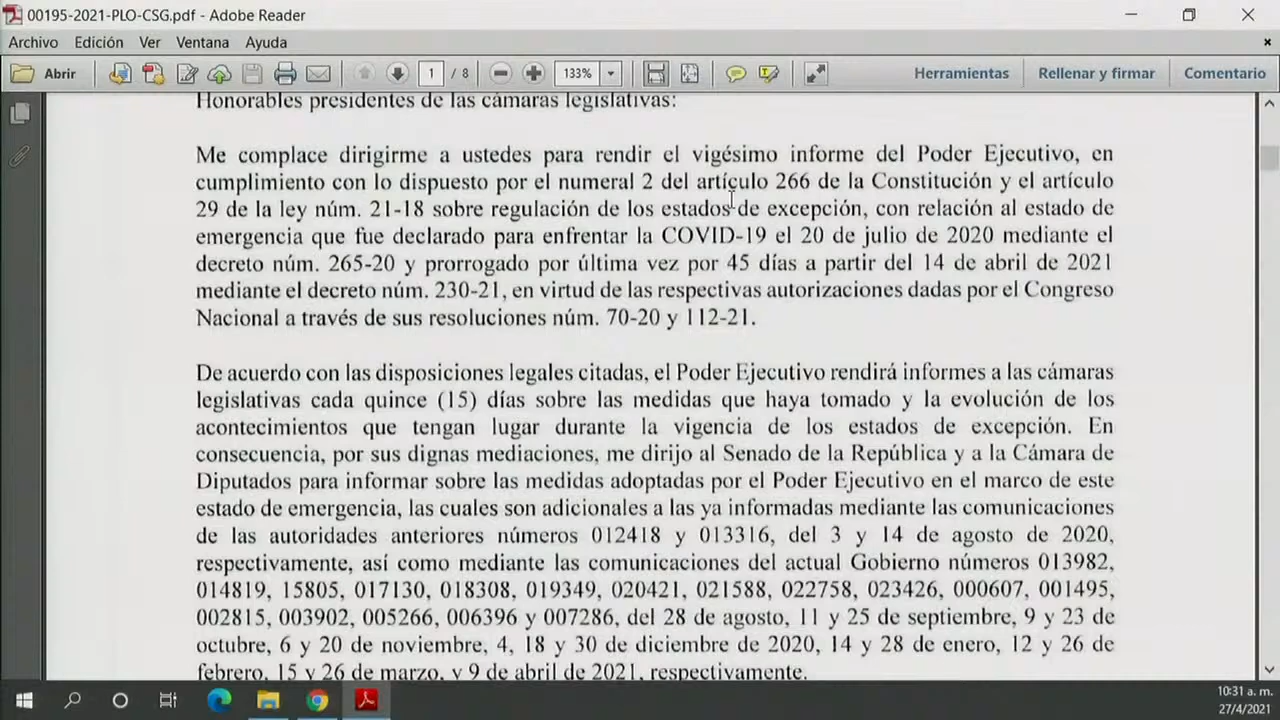 00195-2021-PLO-CSG.pdf - Adobe Reader
Archivo Edición Ver Ventana Ayuda
Abrir 1 / 8 133% Herramientas Rellenar y firmar Comentario
Honorables presidentes de las cámaras legislativas:
Me complace dirigirme a ustedes para rendir el vigésimo informe del Poder Ejecutivo, en
cumplimiento con lo dispuesto por el numeral 2 del artículo 266 de la Constitución y el artículo
29 de la ley núm. 21-18 sobre regulación de los estados de excepción, con relación al estado de
emergencia que fue declarado para enfrentar la COVID-19 el 20 de julio de 2020 mediante el
decreto núm. 265-20 y prorrogado por última vez por 45 días a partir del 14 de abril de 2021
mediante el decreto núm. 230-21, en virtud de las respectivas autorizaciones dadas por el Congreso
Nacional a través de sus resoluciones núm. 70-20 y 112-21.
De acuerdo con las disposiciones legales citadas, el Poder Ejecutivo rendirá informes a las cámaras
legislativas cada quince (15) días sobre las medidas que haya tomado y la evolución de los
acontecimientos que tengan lugar durante la vigencia de los estados de excepción. En
consecuencia, por sus dignas mediaciones, me dirijo al Senado de la República y a la Cámara de
Diputados para informar sobre las medidas adoptadas por el Poder Ejecutivo en el marco de este
estado de emergencia, las cuales son adicionales a las ya informadas mediante las comunicaciones
de las autoridades anteriores números 012418 y 013316, del 3 y 14 de agosto de 2020,
respectivamente, así como mediante las comunicaciones del actual Gobierno números 013982,
014819, 15805, 017130, 018308, 019349, 020421, 021588, 022758, 023426, 000607, 001495,
002815, 003902, 005266, 006396 y 007286, del 28 de agosto, 11 y 25 de septiembre, 9 y 23 de
octubre, 6 y 20 de noviembre, 4, 18 y 30 de diciembre de 2020, 14 y 28 de enero, 12 y 26 de
febrero, 15 y 26 de marzo, y 9 de abril de 2021, respectivamente.
10:31 a. m.
27/4/2021